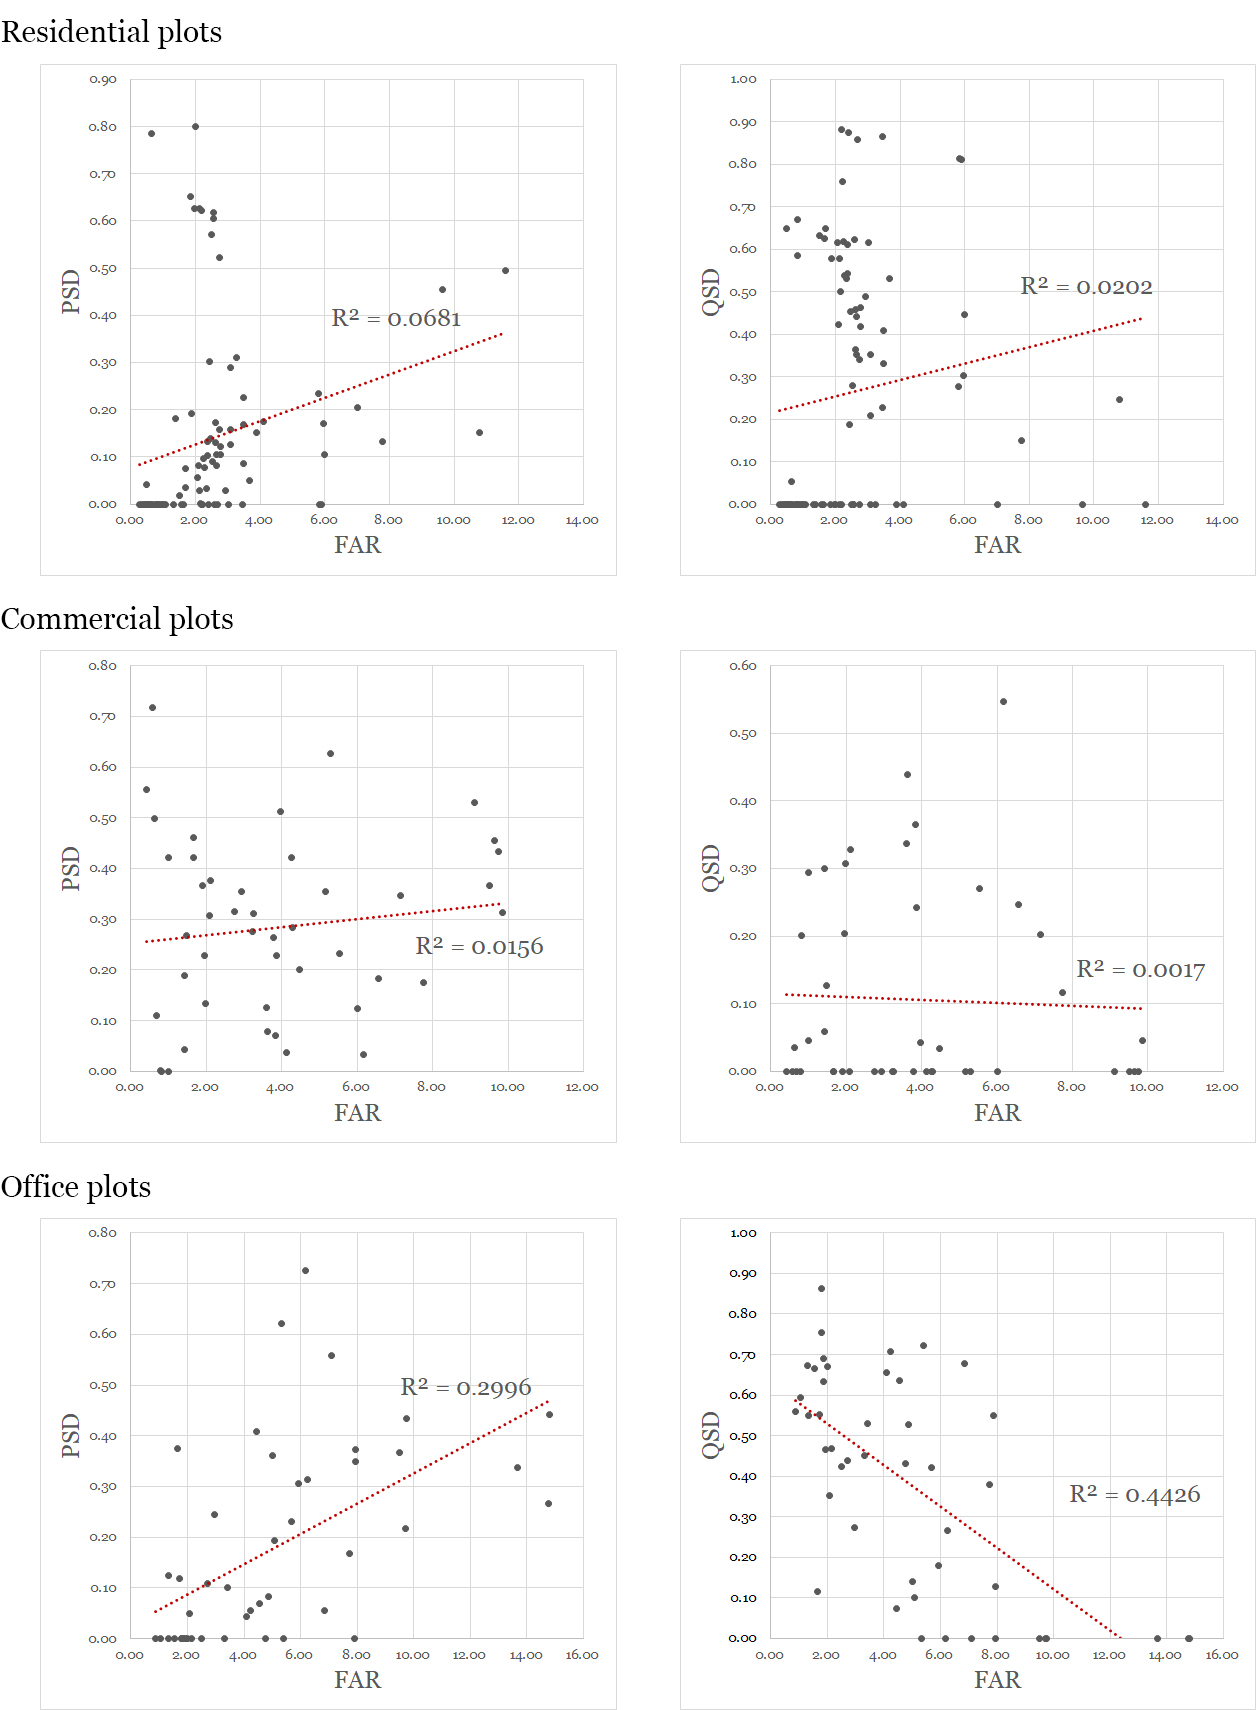 Residential plots
0.90
0.80
0.70
0.60
0.50
0.40
0.30
0.20
0.10
0.00
PSD
R² = 0.0681
0.00 2.00 4.00 6.00 8.00 10.00 12.00 14.00
FAR
1.00
0.90
0.80
0.70
0.60
0.50
0.40
0.30
0.20
0.10
0.00
QSD
R² = 0.0202
0.00 2.00 4.00 6.00 8.00 10.00 12.00 14.00
FAR
Commercial plots
0.80
0.70
0.60
0.50
0.40
0.30
0.20
0.10
0.00
PSD
R² = 0.0156
0.00 2.00 4.00 6.00 8.00 10.00 12.00
FAR
0.60
0.50
0.40
0.30
0.20
0.10
0.00
QSD
R² = 0.0017
0.00 2.00 4.00 6.00 8.00 10.00 12.00
FAR
Office plots
0.80
0.70
0.60
0.50
0.40
0.30
0.20
0.10
0.00
PSD
R² = 0.2996
0.00 2.00 4.00 6.00 8.00 10.00 12.00 14.00 16.00
FAR
1.00
0.90
0.80
0.70
0.60
0.50
0.40
0.30
0.20
0.10
0.00
QSD
R² = 0.4426
0.00 2.00 4.00 6.00 8.00 10.00 12.00 14.00 16.00
FAR